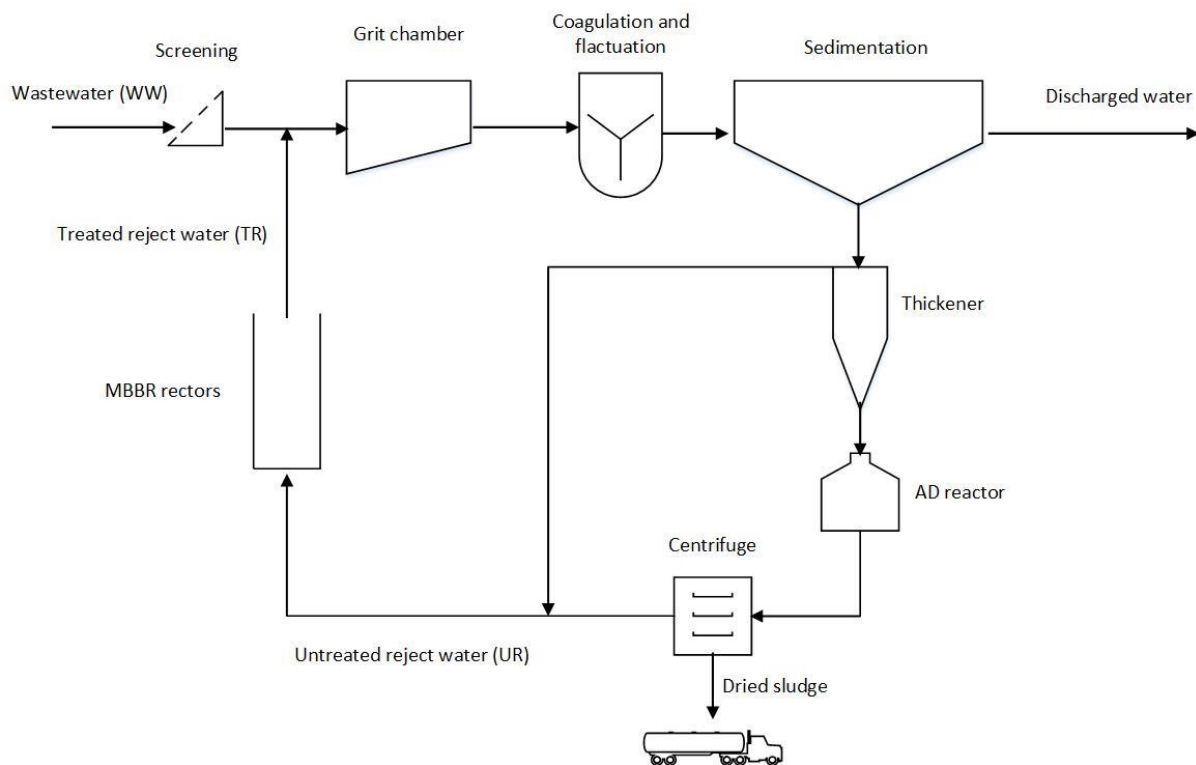 Coagulation and
flactuation
Grit chamber
Sedimentation
Screening
Wastewater (WW)
Discharged water
Treated reject water (TR)
Thickener
MBBR rectors
AD reactor
Centrifuge
Untreated reject water (UR)
Dried sludge